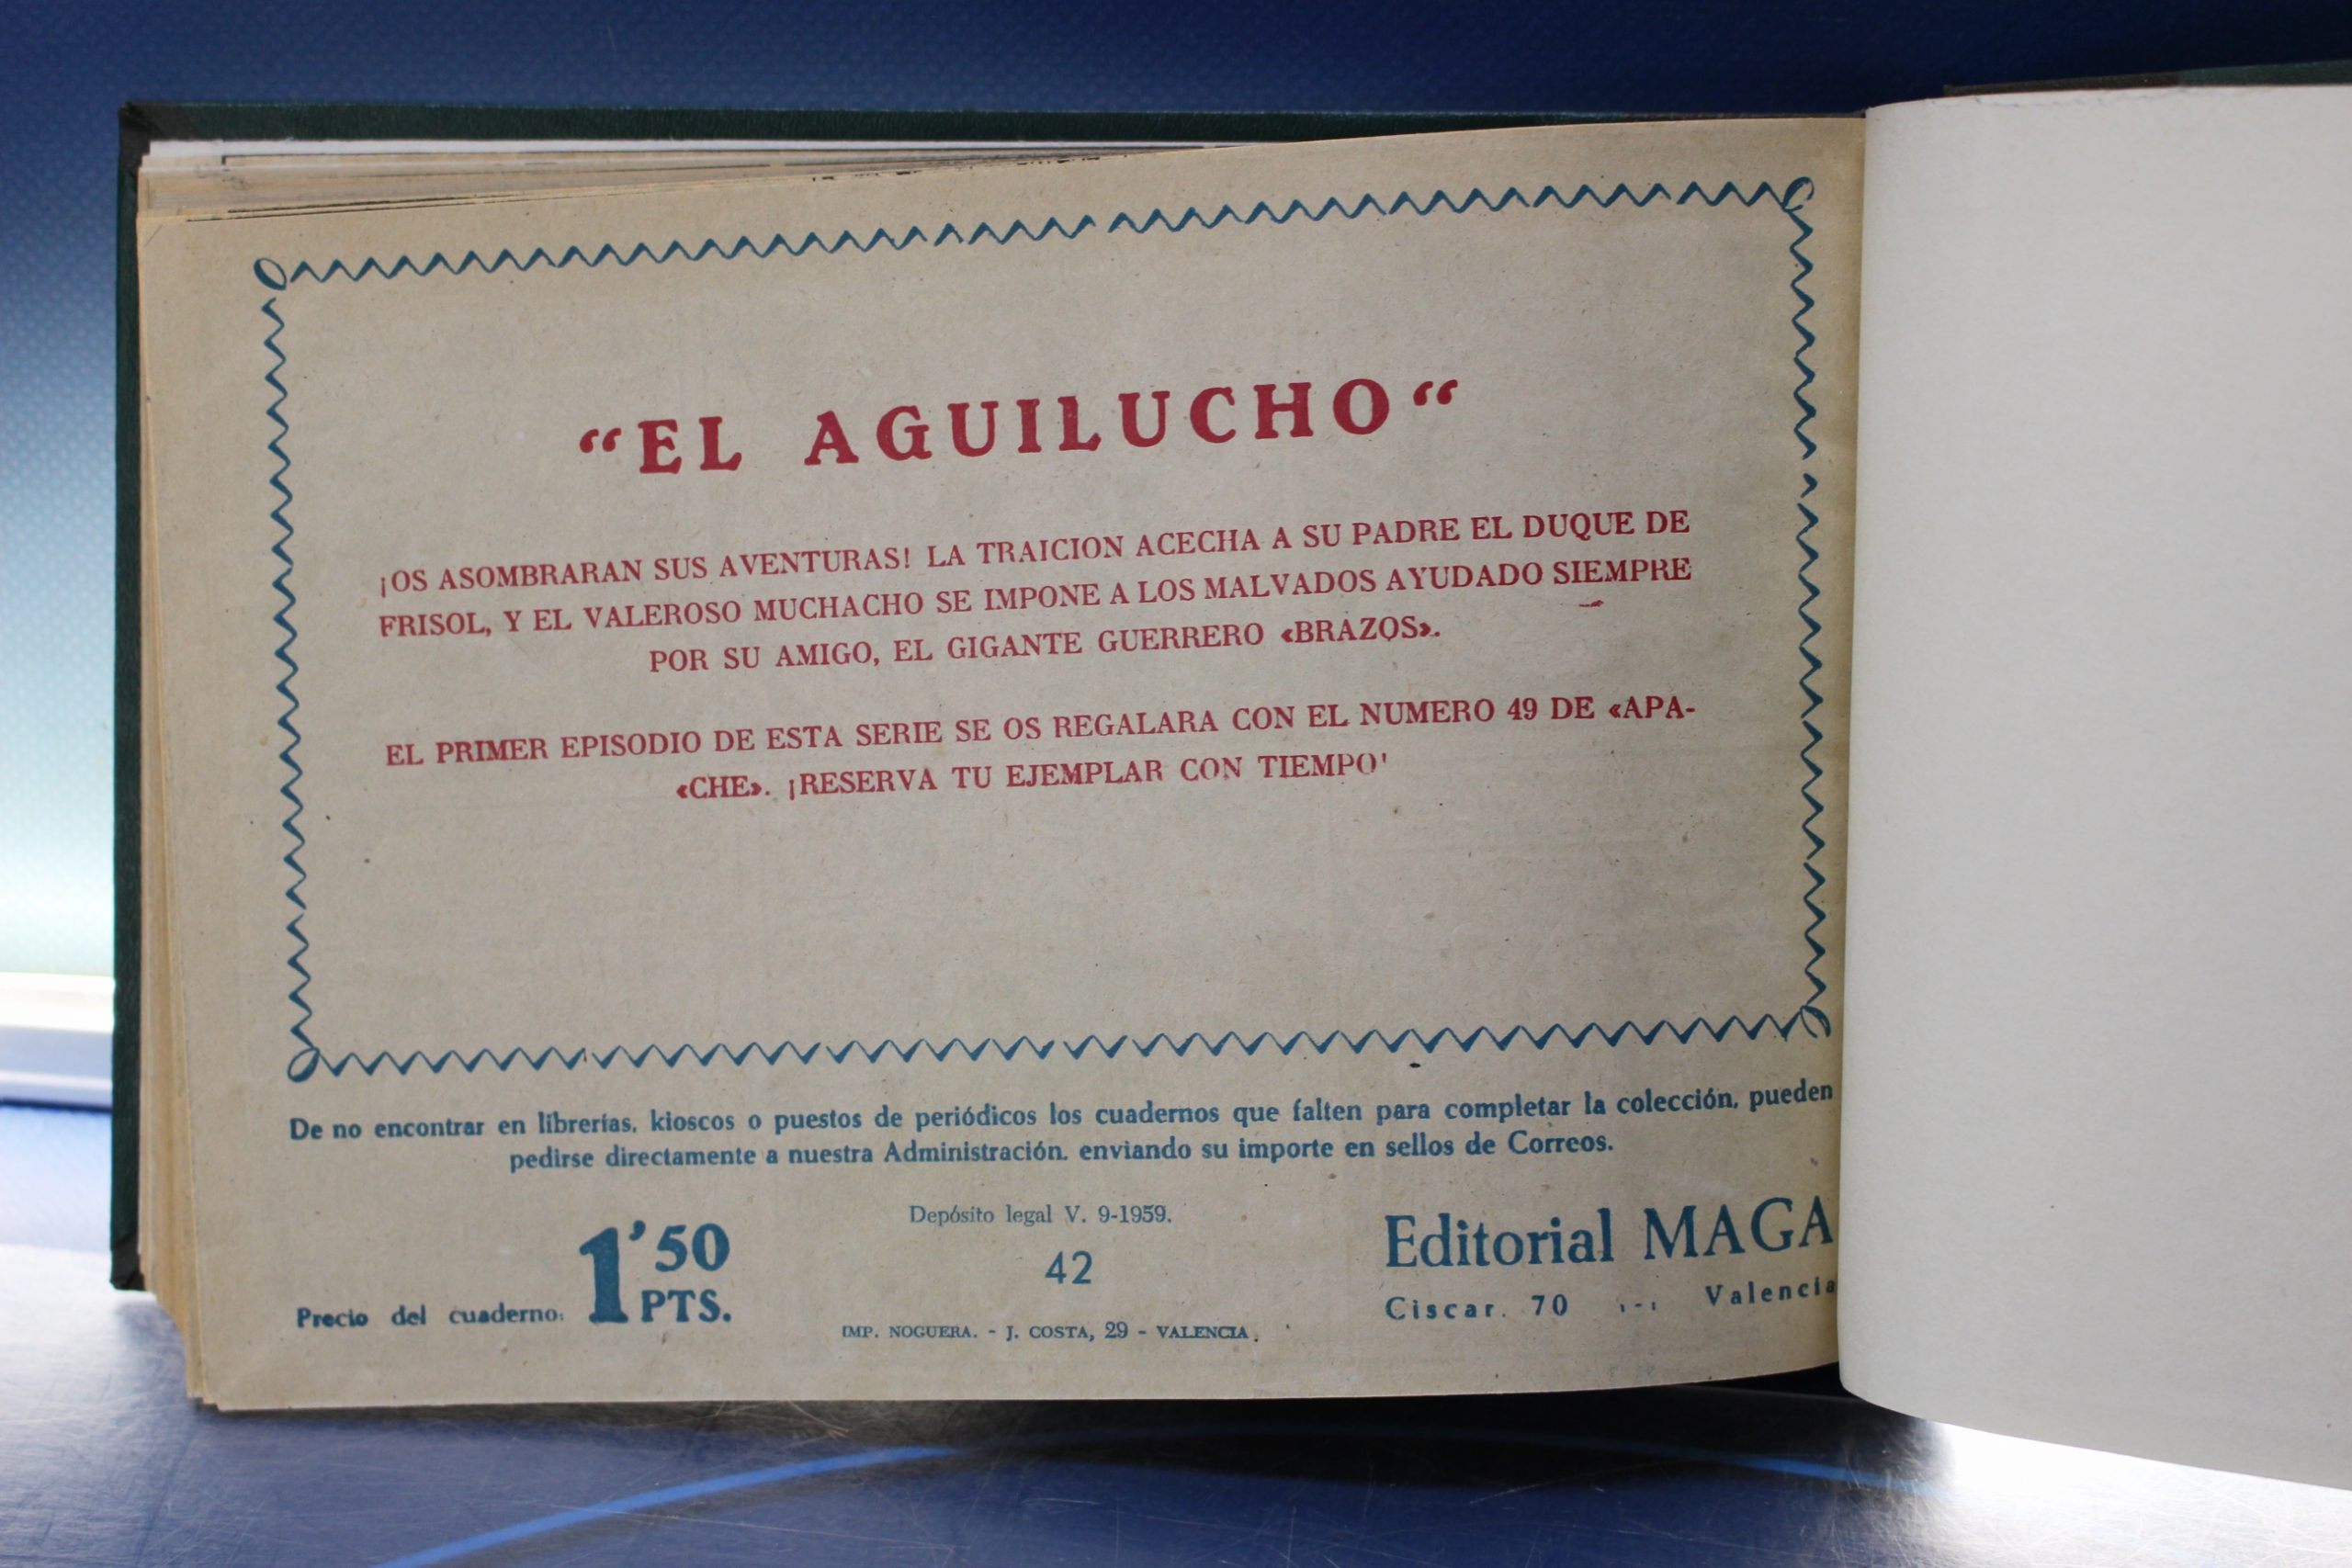 “EL AGUILUCHO“
¡OS ASOMBRARAN SUS AVENTURAS! LA TRAICION ACECHA A SU PADRE EL DUQUE DE
FRISOL, Y EL VALEROSO MUCHACHO SE IMPONE A LOS MALVADOS AYUDADO SIEMPRE
POR SU AMIGO, EL GIGANTE GUERRERO «BRAZOS».
EL PRIMER EPISODIO DE ESTA SERIE SE OS REGALARA CON EL NUMERO 49 DE «APA-
«CHE». ¡RESERVA TU EJEMPLAR CON TIEMPO'
De no encontrar en librerías, kioscos o puestos de periódicos los cuadernos que falten para completar la colección, pueden
pedirse directamente a nuestra Administración. enviando su importe en sellos de Correos.
Precio del cuaderno: 1’50 PTS.
Depósito legal V. 9-1959.
42
IMP. NOGUERA. - J. COSTA, 29 - VALENCIA.
Editorial MAGA
Ciscar. 70 ı-ı Valencia